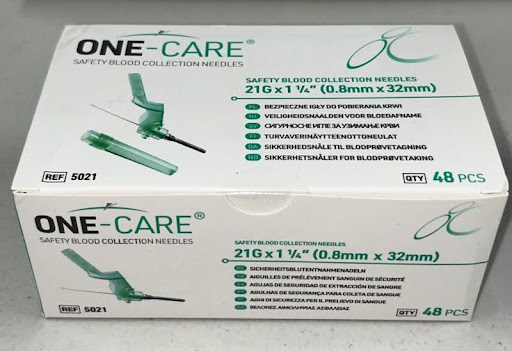 ONE-CARE®
SAFETY BLOOD COLLECTION NEEDLES
SAFETY BLOOD COLLECTION NEEDLES
21G x 1 ¼” (0.8mm x 32mm)
PL BEZPIECZNE IGŁY DO POBIERANIA KRWI
NL VEILIGHEIDSNAALDEN VOOR BLOEDAFNAME
СИГУРНОСНЕ ИГЛЕ ЗА УЗИМАЊЕ КРВИ
FI TURVAVERINÄYTTEENOTTONEULAT
DA SIKKERHEDSNÅLE TIL BLODPRØVETAGNING
NO SIKKERHETSNÅLER FOR BLODPRØVETAKING
REF 5021
QTY 48 PCS
ONE-CARE®
SAFETY BLOOD COLLECTION NEEDLES
SAFETY BLOOD COLLECTION NEEDLES
21G x 1 ¼” (0.8mm x 32mm)
SICHERHEITSBLUTENTNAHMENADELN
AIGUILLES DE PRÉLÈVEMENT SANGUIN DE SÉCURITÉ
AGUJAS DE SEGURIDAD DE EXTRACCIÓN DE SANGRE
AGULHAS DE SEGURANÇA PARA COLETA DE SANGUE
AGHI DI SICUREZZA PER IL PRELIEVO DI SANGUE
ΒΕΛΟΝΕΣ ΑΙΜΟΛΗΨΙΑΣ ΑΣΦΑΛΕΙΑΣ
REF 5021
QTY 48 PCS